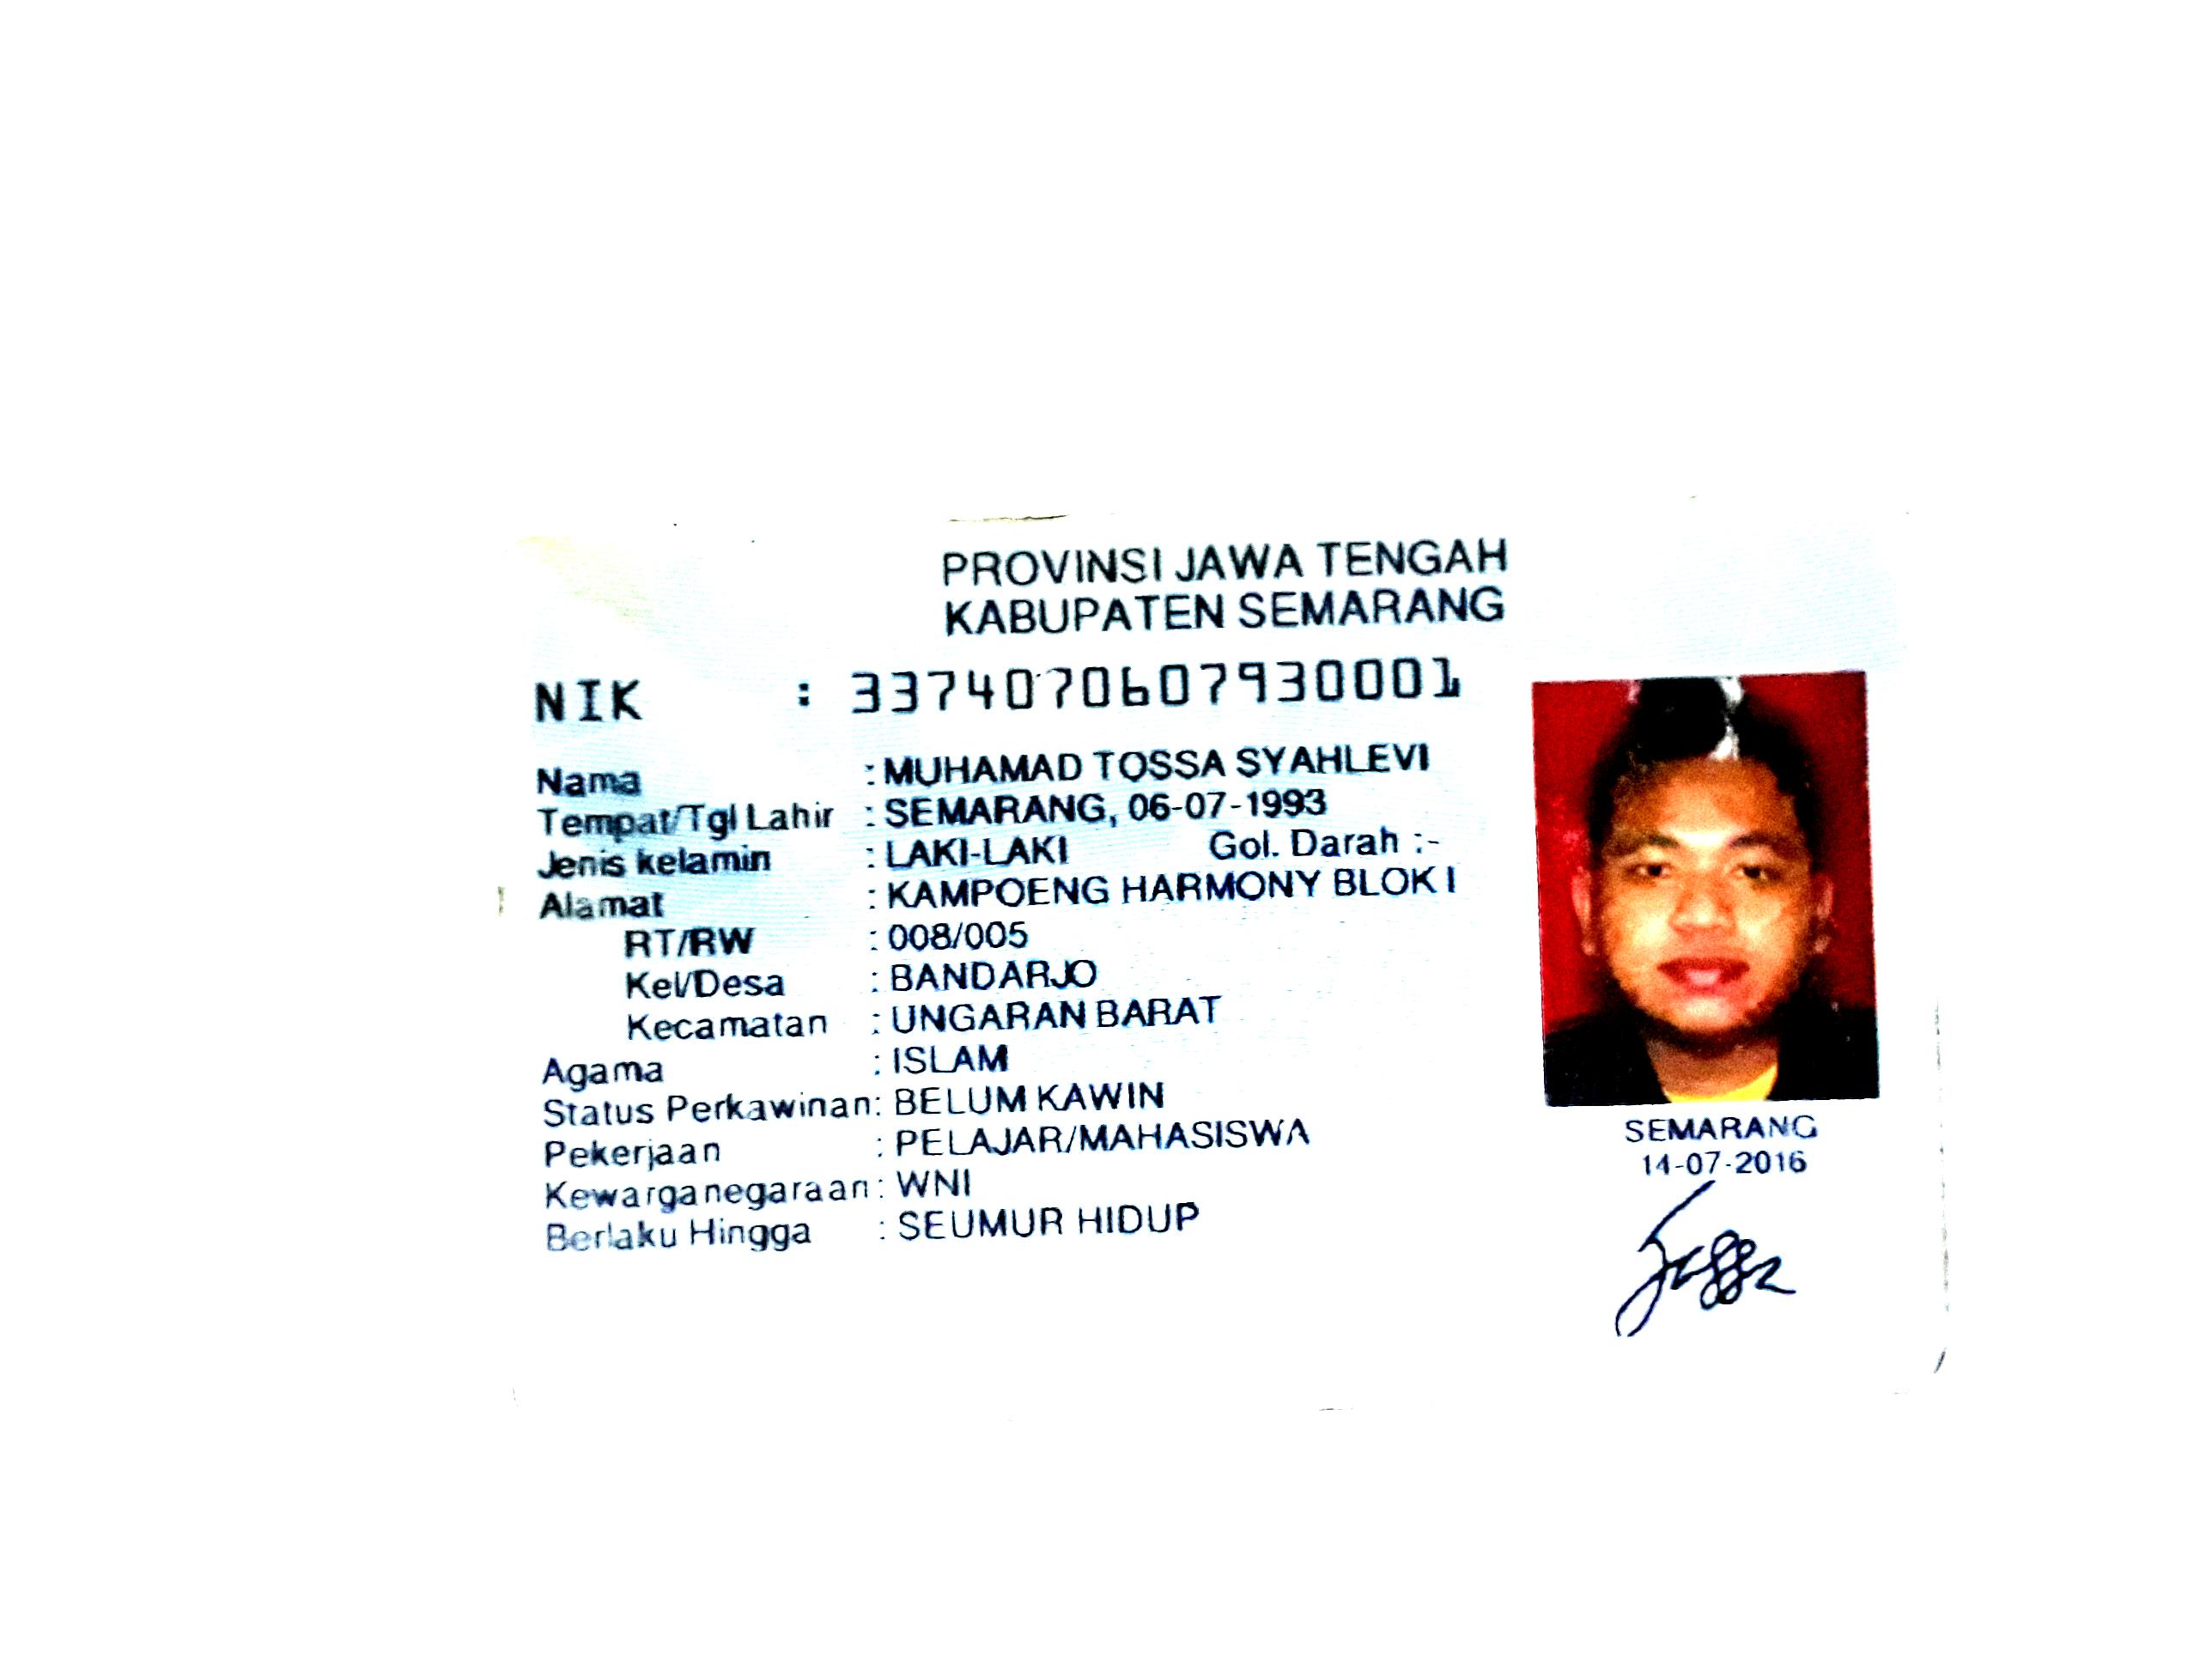 PROVINSI JAWA TENGAH
KABUPATEN SEMARANG
NIK : 3374070607930001
Nama : MUHAMAD TOSSA SYAHLEVI
Tempat/Tgl Lahir : SEMARANG, 06-07-1993
Jenis kelamin : LAKI-LAKI Gol. Darah :-
Alamat : KAMPOENG HARMONY BLOK I
RT/RW : 008/005
Kel/Desa : BANDARJO
Kecamatan : UNGARAN BARAT
Agama : ISLAM
Status Perkawinan: BELUM KAWIN
Pekerjaan : PELAJAR/MAHASISWA
Kewarganegaraan: WNI
Berlaku Hingga : SEUMUR HIDUP
SEMARANG
14-07-2016